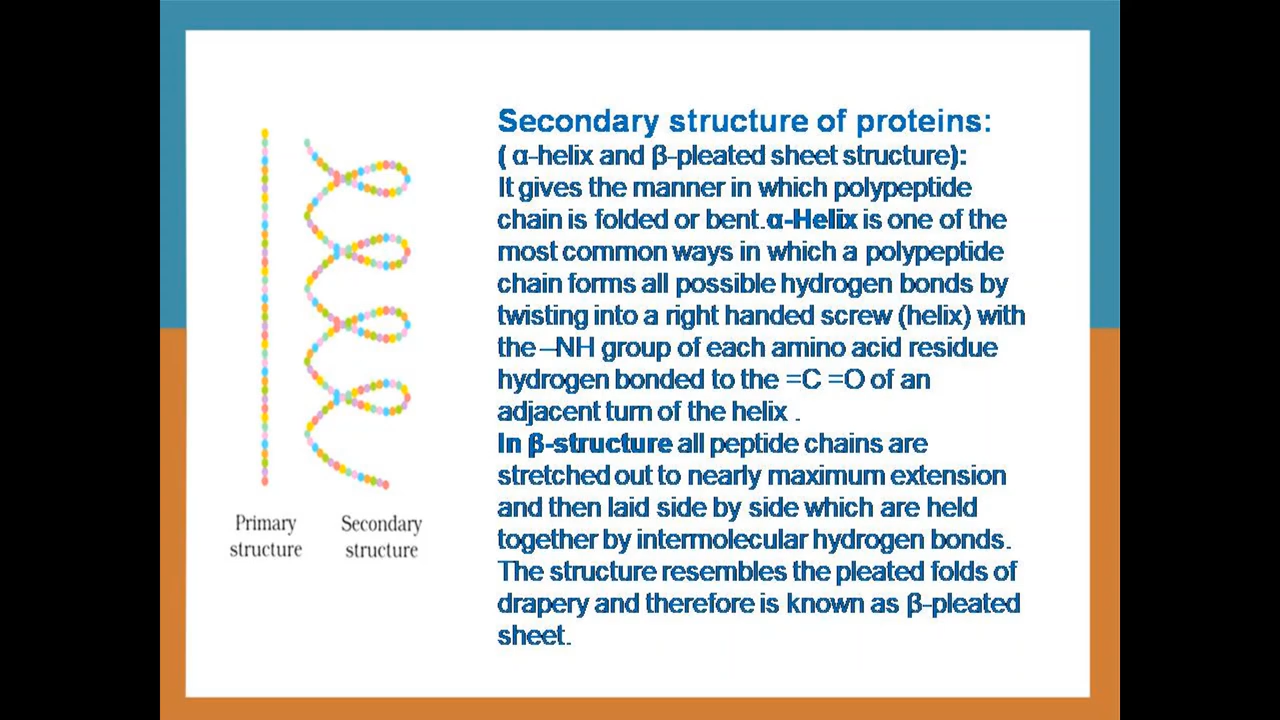 Secondary structure of proteins:
( α-helix and β-pleated sheet structure):
It gives the manner in which polypeptide
chain is folded or bent.α-Helix is one of the
most common ways in which a polypeptide
chain forms all possible hydrogen bonds by
twisting into a right handed screw (helix) with
the –NH group of each amino acid residue
hydrogen bonded to the =C =O of an
adjacent turn of the helix .
In β-structure all peptide chains are
stretched out to nearly maximum extension
and then laid side by side which are held
together by intermolecular hydrogen bonds.
The structure resembles the pleated folds of
drapery and therefore is known as β-pleated
sheet.
Primary
structure
Secondary
structure